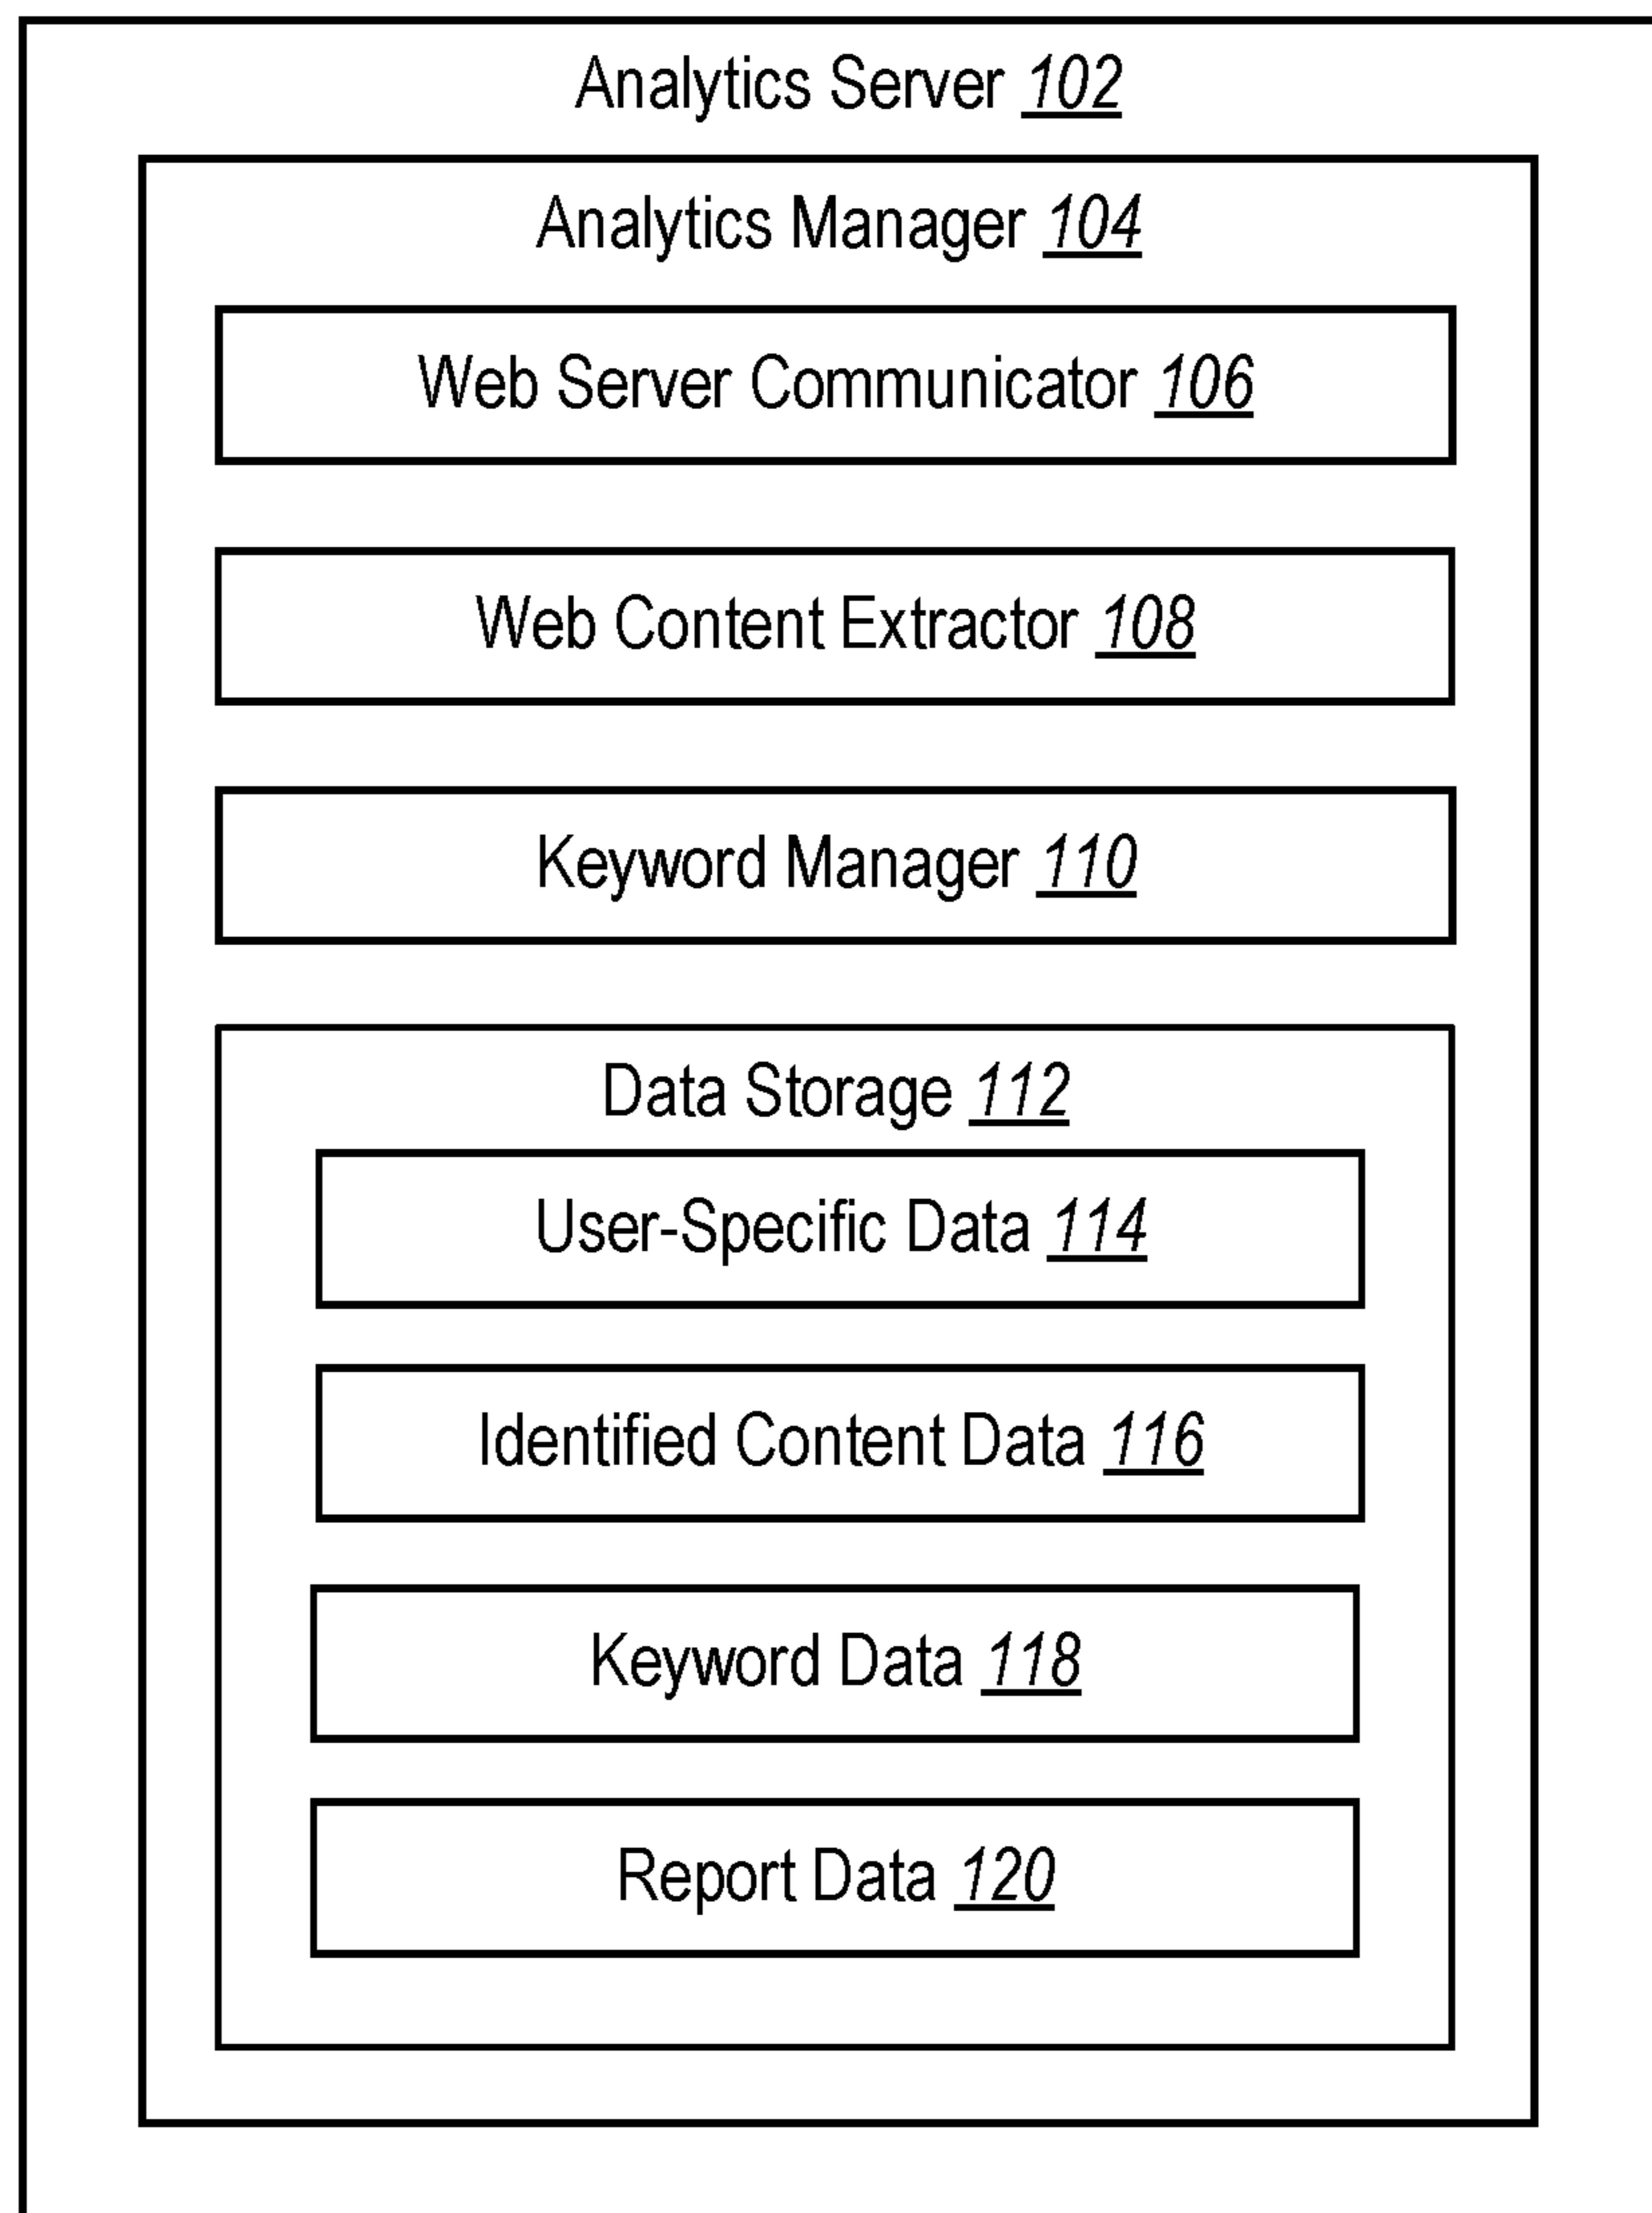 Analytics Server 102
Analytics Manager 104
Web Server Communicator 106
Web Content Extractor 108
Keyword Manager 110
Data Storage 112
User-Specific Data 114
Identified Content Data 116
Keyword Data 118
Report Data 120